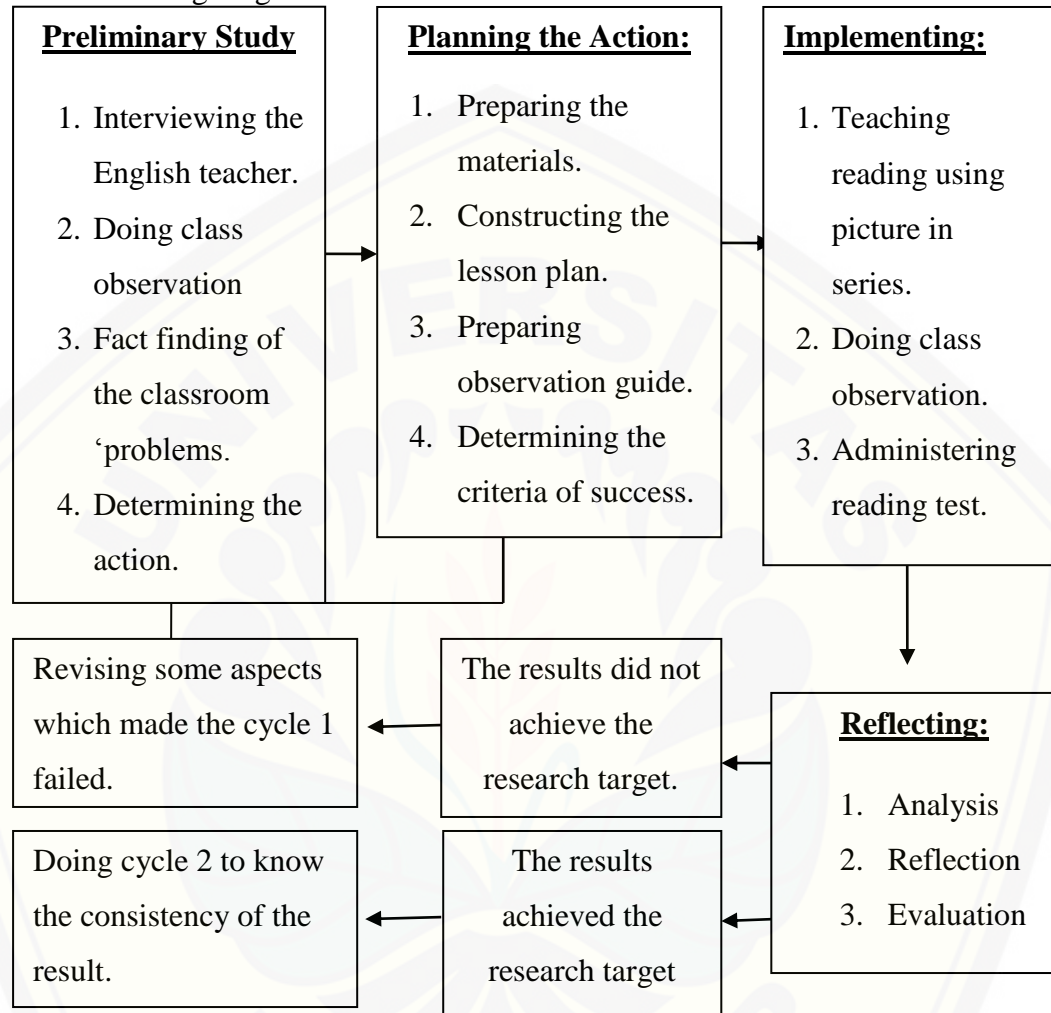 Preliminary Study
1. Interviewing the
English teacher.
2. Doing class
observation
3. Fact finding of
the classroom
‘problems.
4. Determining the
action.
Planning the Action:
1. Preparing the
materials.
2. Constructing the
lesson plan.
3. Preparing
observation guide.
4. Determining the
criteria of success.
Implementing:
1. Teaching
reading using
picture in
series.
2. Doing class
observation.
3. Administering
reading test.
Reflecting:
1. Analysis
2. Reflection
3. Evaluation
The results did not
achieve the
research target.
Revising some aspects
which made the cycle 1
failed.
The results
achieved the
research target
Doing cycle 2 to know
the consistency of the
result.
UNIVERSITAS